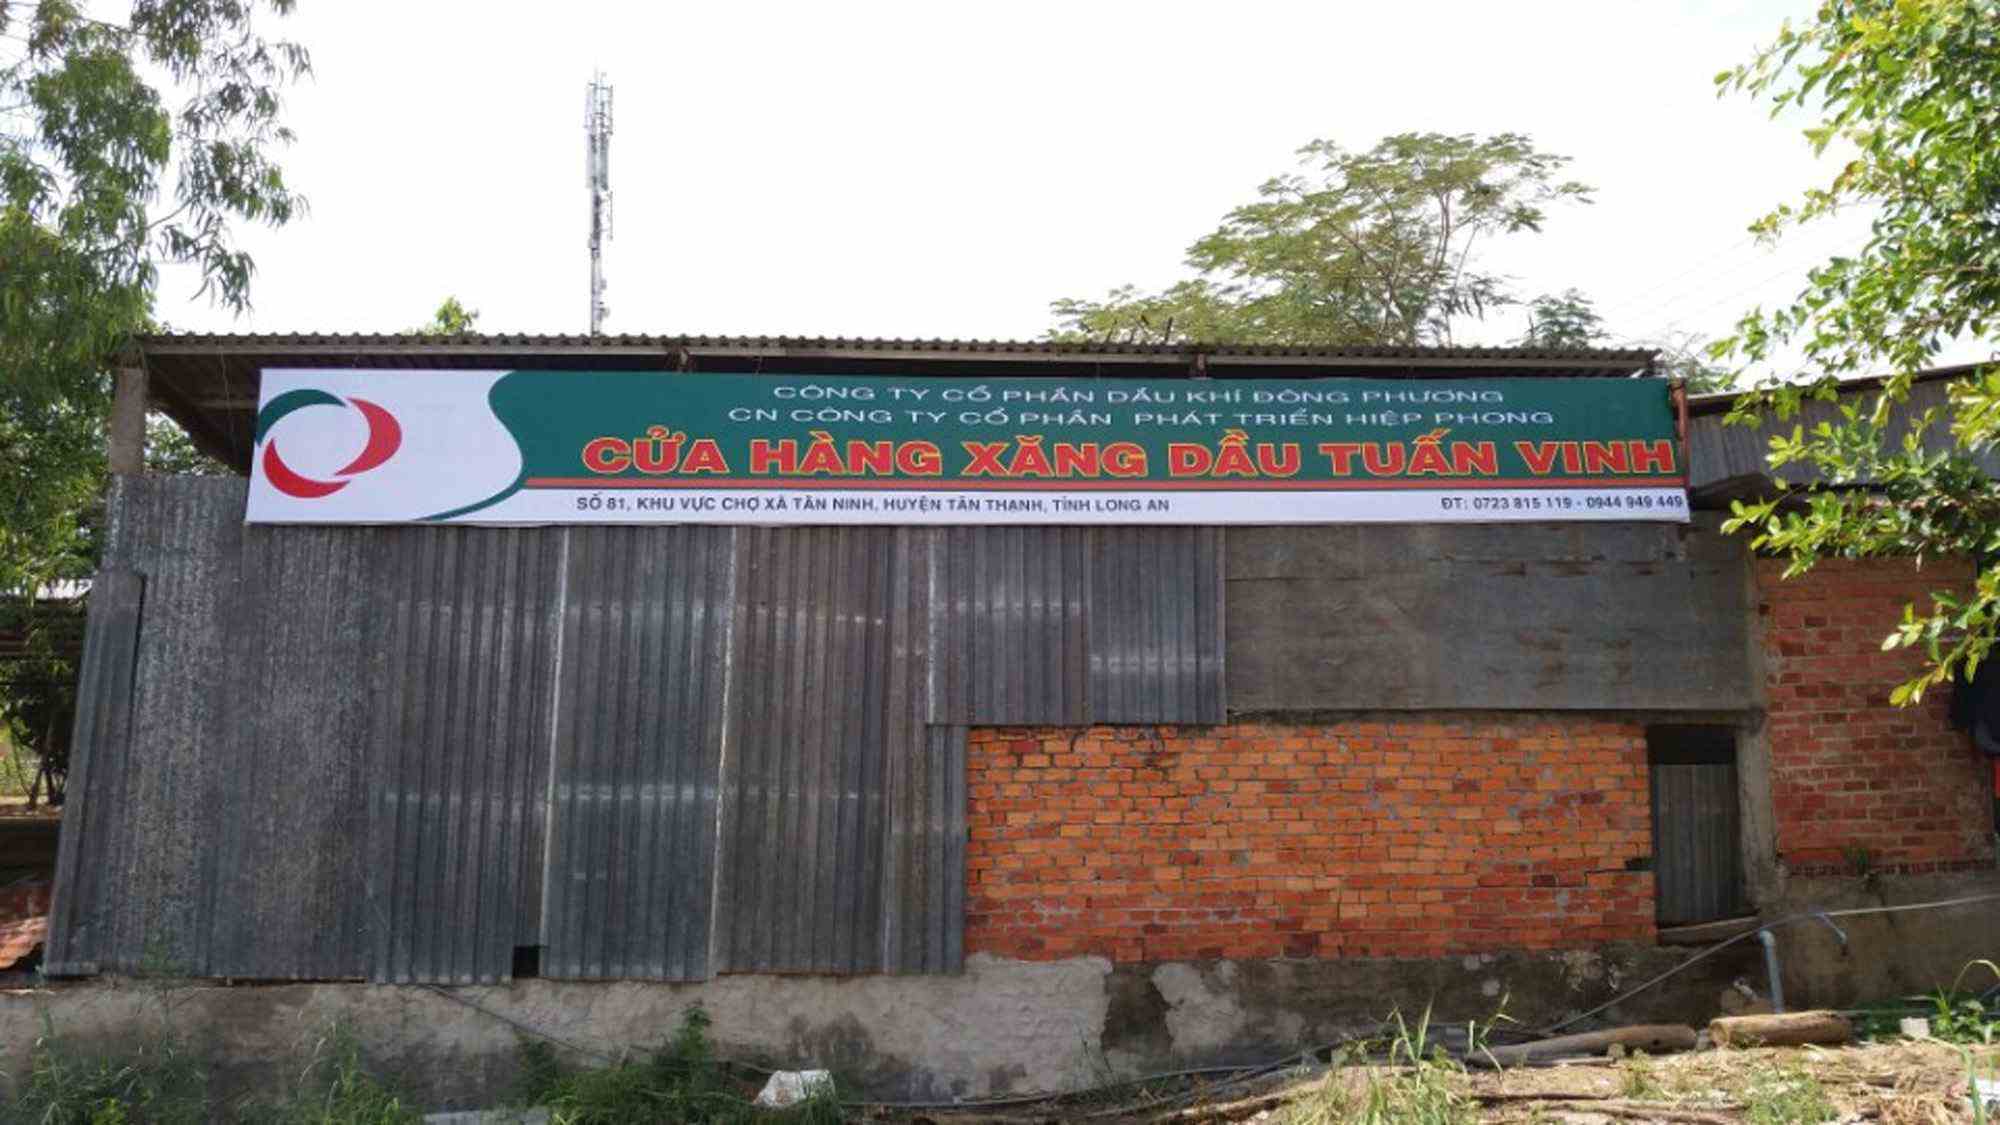 CÔNG TY CỔ PHẦN DẦU KHÍ ĐÔNG PHƯƠNG
CN CÔNG TY CỔ PHẦN PHÁT TRIỂN HIỆP PHONG
CỬA HÀNG XĂNG DẦU TUẤN VINH
SỐ 81, KHU VỰC CHỢ XÃ TÂN NINH, HUYỆN TÂN THẠNH, TỈNH LONG AN
ĐT: 0723 815 119 - 0944 949 449